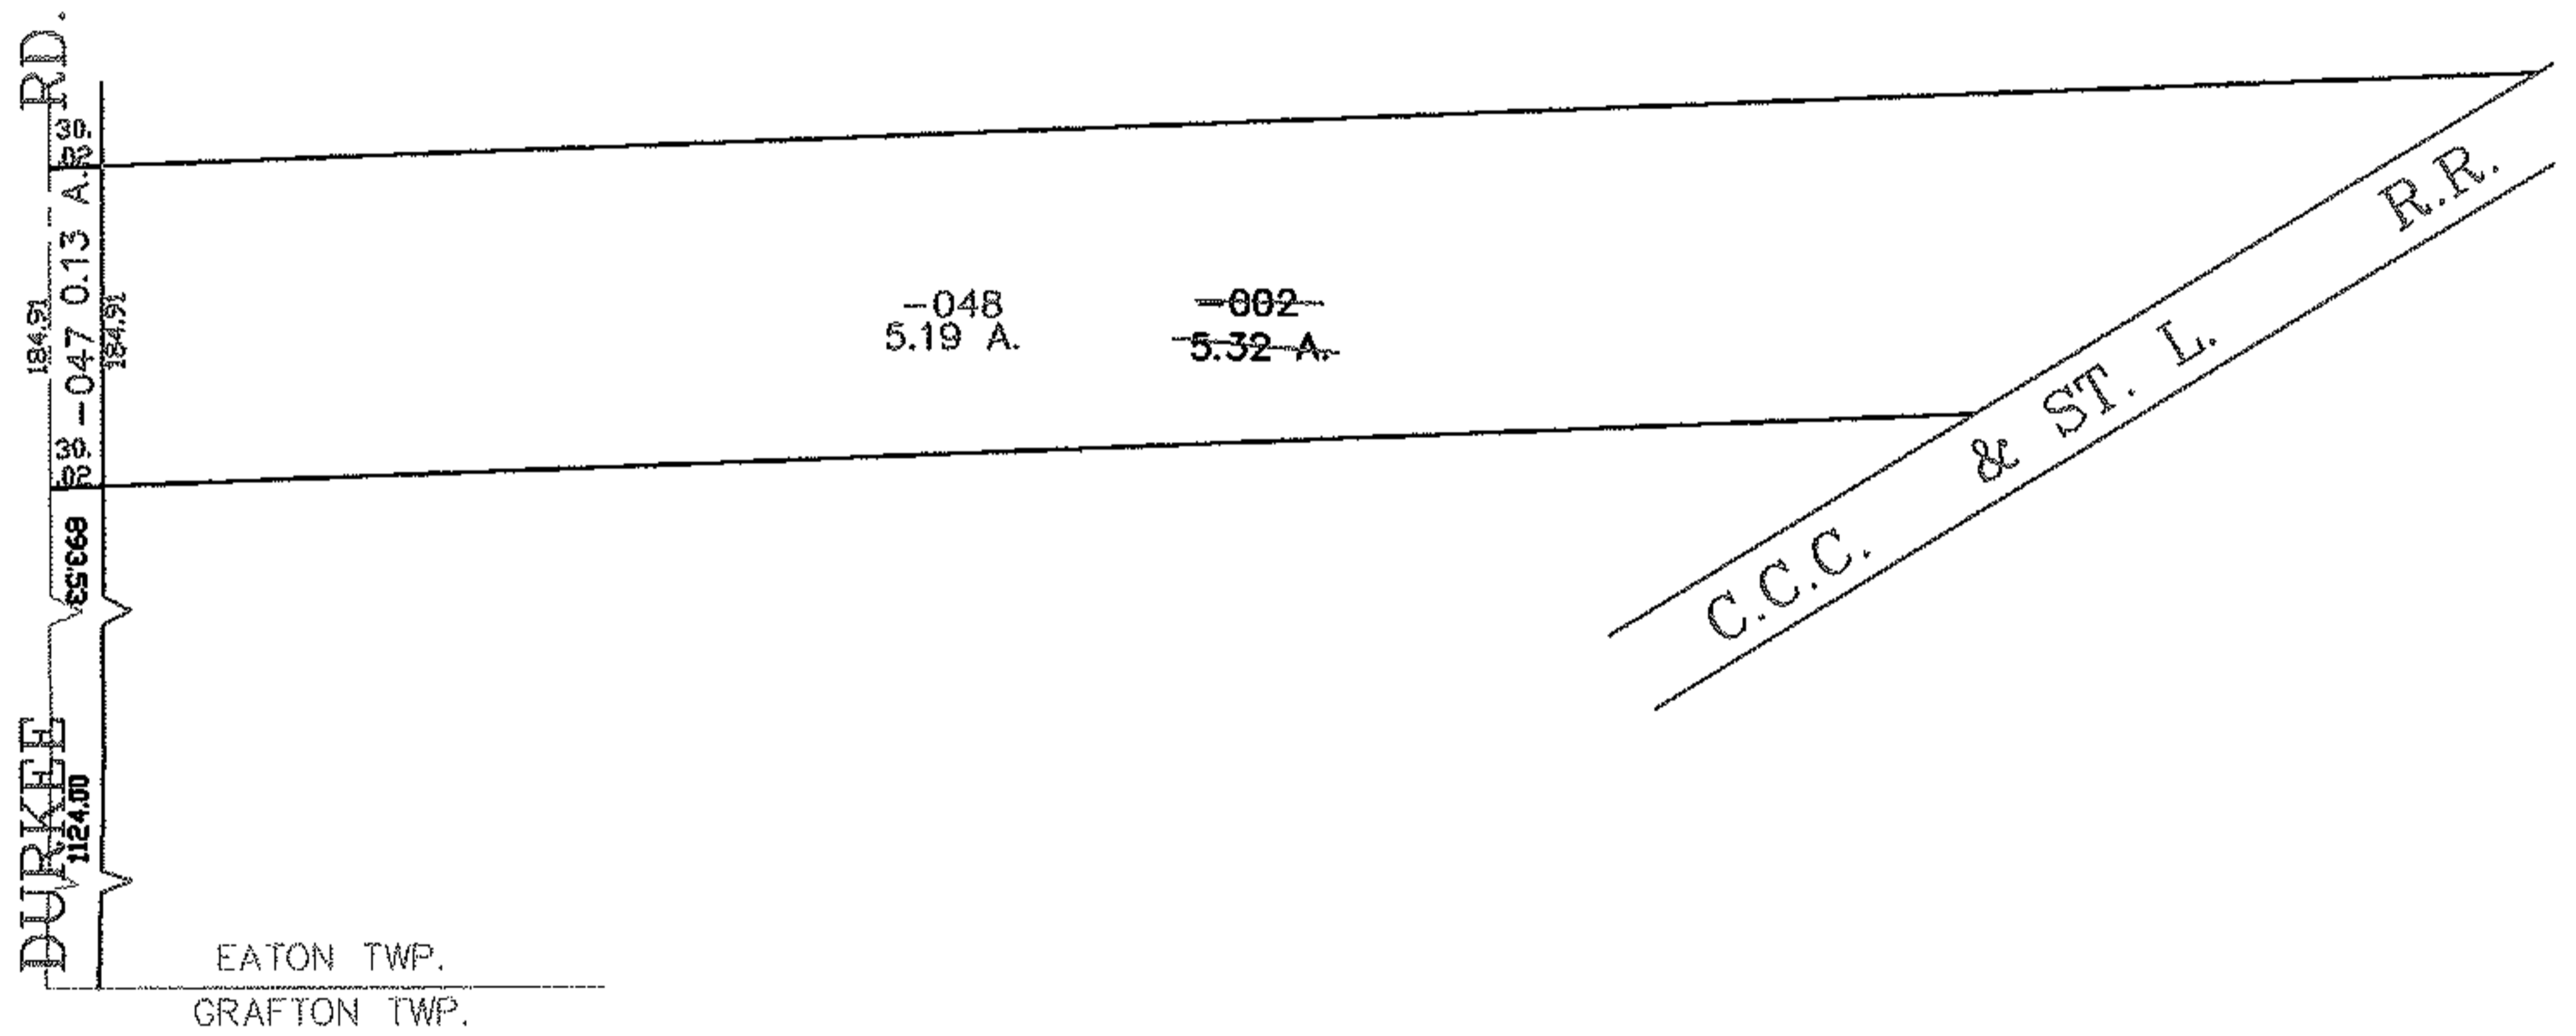 DURKEE RD.
30.
.02
-047 0.13 A.
184.91
184.91
30.
.02
893.53
1124.00
-048
5.19 A.
-002
5.32 A.
C.C.C. & ST. L. R.R.
EATON TWP.
GRAFTON TWP.